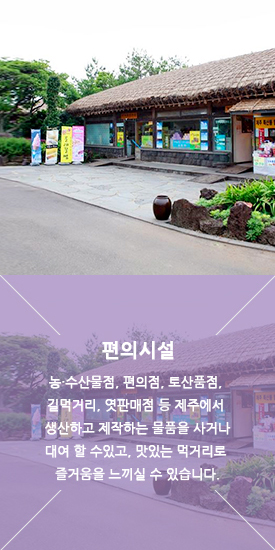 편의시설
농·수산물점, 편의점, 토산품점,
길먹거리, 엿판매점 등 제주에서
생산하고 제작하는 물품을 사거나
대여 할 수있고, 맛있는 먹거리로
즐거움을 느끼실 수 있습니다.